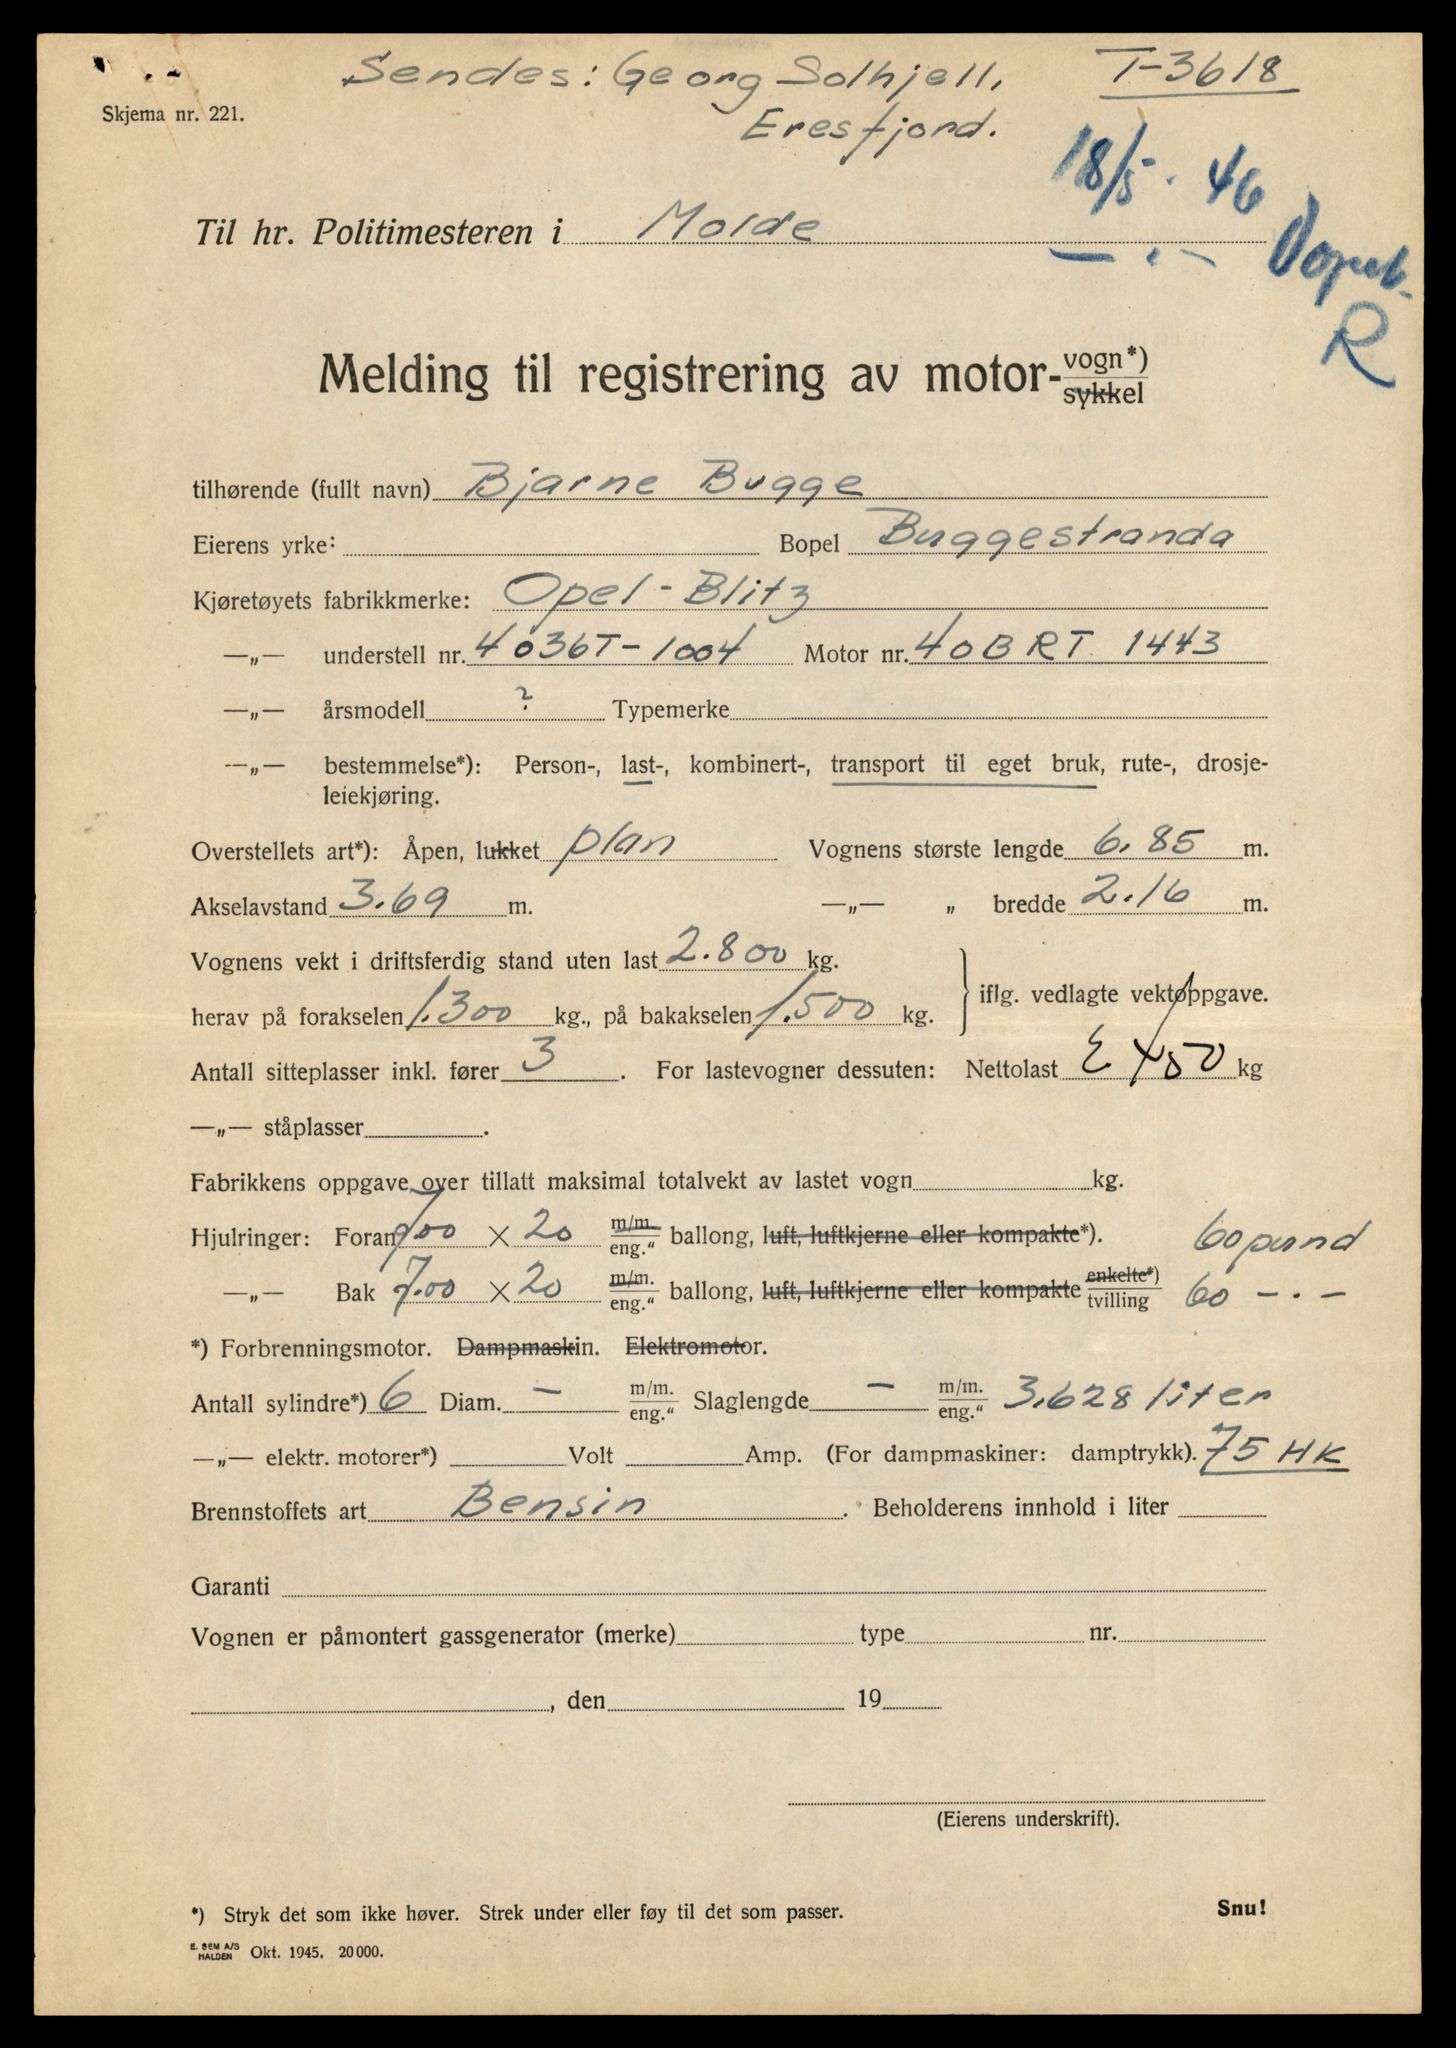 Sendes: Georg Solhjell, T-3618
Skjema nr. 221.
Eresfjord.
18/5. 46
Til hr. Politimesteren i Molde
— . —
R
Melding til registrering av motor-vogn*)
sykkel
tilhørende (fullt navn) Bjarne Bugge
Eierens yrke: Bopel Buggestranda
Kjøretøyets fabrikkmerke: Opel-Blitz
—„— understell nr. 4036T-1004 Motor nr. 40BRT 1443
—„— årsmodell ? Typemerke
—„— bestemmelse*): Person-, last-, kombinert-, transport til eget bruk, rute-, drosje-
leiekjøring.
Overstellets art*): Åpen, lukket plan Vognens største lengde 6.85 m.
Akselavstand 3.69 m. —„— „ bredde 2.16 m.
Vognens vekt i driftsferdig stand uten last 2.800 kg.
herav på forakselen 1.300 kg., på bakakselen 1.500 kg. iflg. vedlagte vektoppgave.
Antall sitteplasser inkl. fører 3. For lastevogner dessuten: Nettolast kg
—„— ståplasser .
Fabrikkens oppgave over tillatt maksimal totalvekt av lastet vogn kg.
Hjulringer: Foran 7.00 × 20 m/m. eng.“ ballong, luft, luftkjerne eller kompakte*). 60 pund
—„— Bak 7.00 × 20 m/m. eng.“ ballong, luft, luftkjerne eller kompakte enkelte*) tvilling 60 — . —
*) Forbrenningsmotor. Dampmaskin. Elektromotor.
Antall sylindre*) 6 Diam. — m/m. eng.“ Slaglengde — m/m. eng.“ 3.628 liter
—„— elektr. motorer*) Volt Amp. (For dampmaskiner: damptrykk). 75 HK
Brennstoffets art Bensin . Beholderens innhold i liter
Garanti
Vognen er påmontert gassgenerator (merke) type nr.
, den 19
(Eierens underskrift).
*) Stryk det som ikke høver. Strek under eller føy til det som passer. Snu!
E. SEM A/S
HALDEN Okt. 1945. 20 000.